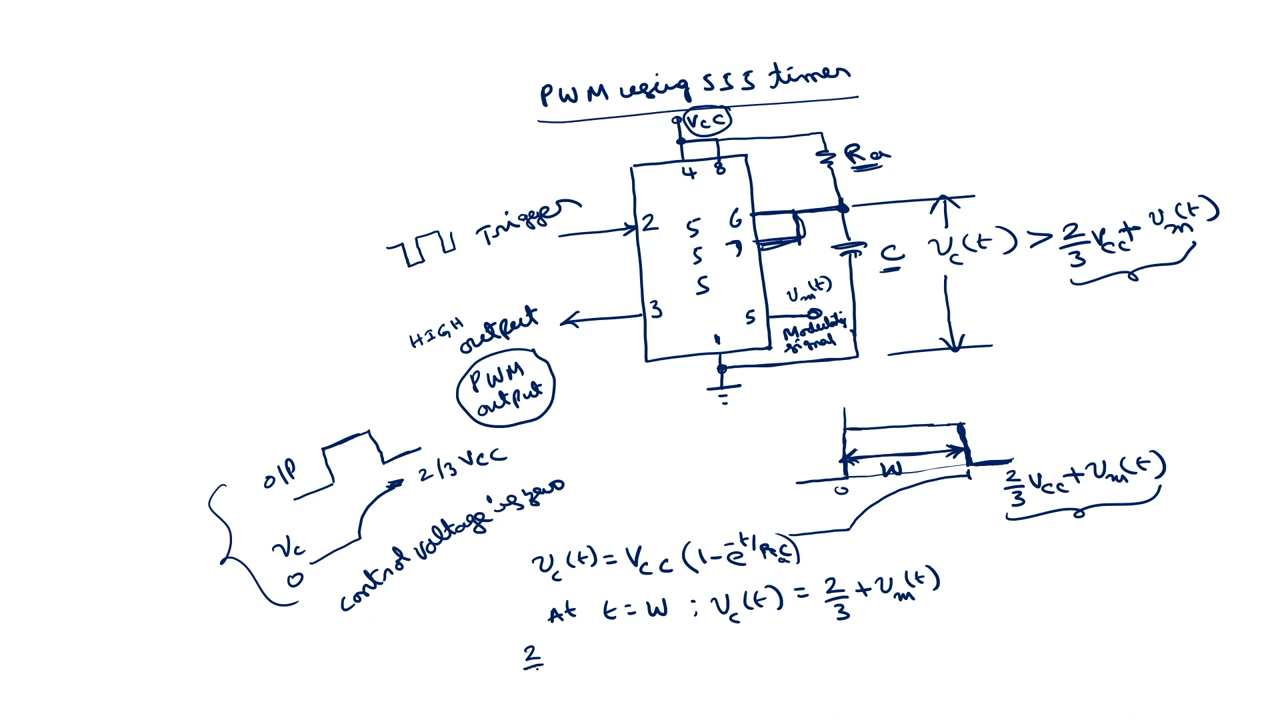 PWM using 555 timer
VCC
4 8
Ra
2
Trigger
6
7
5
5
5
C
vc(t) > 2/3 VCC + vm(t)
vm(t)
5
Modulating signal
3
1
HIGH output
PWM output
O/P
2/3 VCC
Vc
0
control voltage is zero
W
0
2/3 VCC + vm(t)
vc(t) = VCC (1 - e^-t/RaC)
At t = W ; vc(t) = 2/3 + vm(t)
2